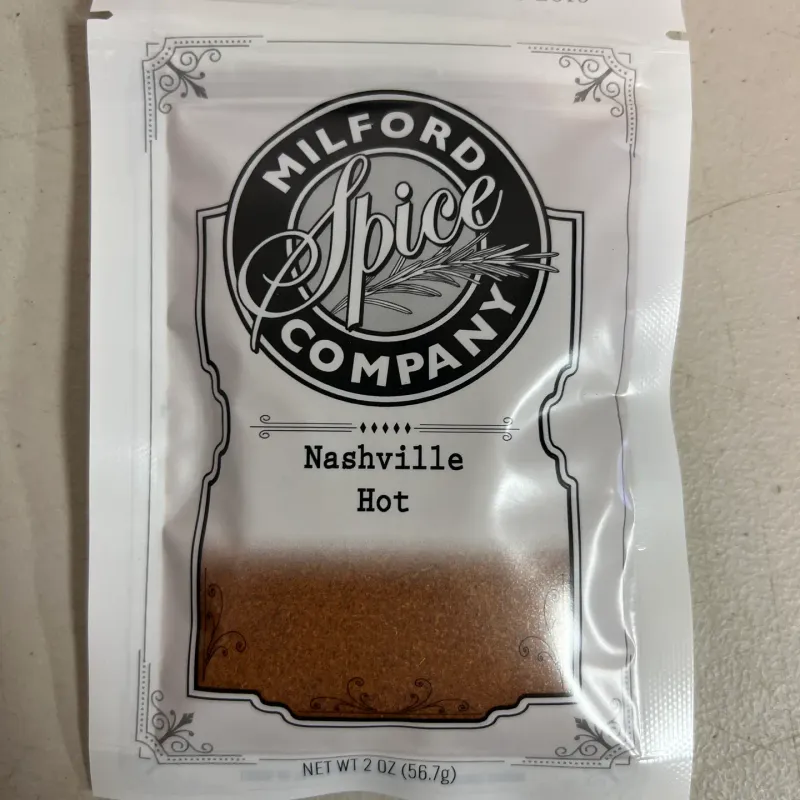 MILFORD
Spice
COMPANY
Nashville
Hot
NET WT 2 OZ (56.7g)